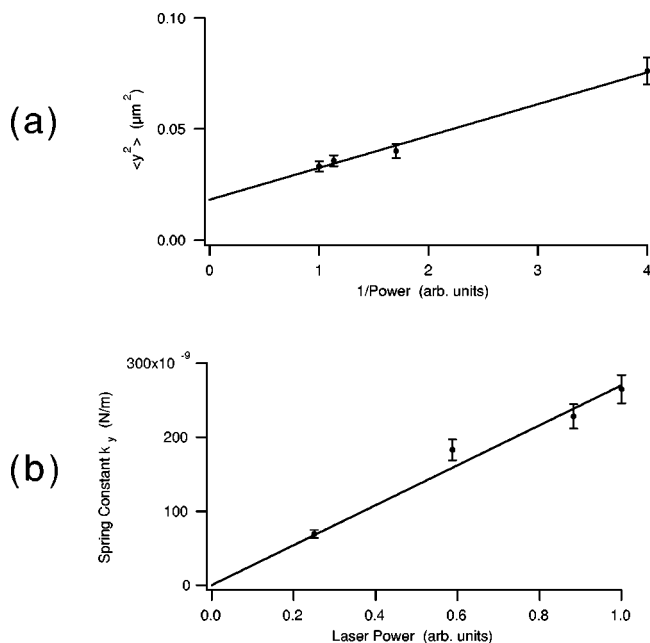 (a)
<y²> (µm²)
0.10
0.05
0.00
0 1 2 3 4
1/Power (arb. units)
(b)
Spring Constant k y (N/m)
300x10⁻⁹
200
100
0
0.0 0.2 0.4 0.6 0.8 1.0
Laser Power (arb. units)